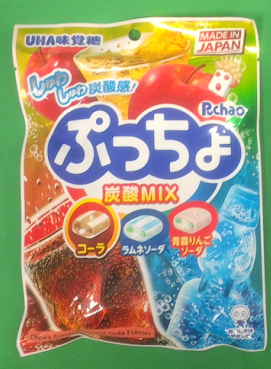 UHA味覚糖
MADE IN
JAPAN
しゅわ
しゅわ炭酸感!
Puchao
ぷっちょ
炭酸MIX
コーラ
ラムネソーダ
青森りんご
ソーダ